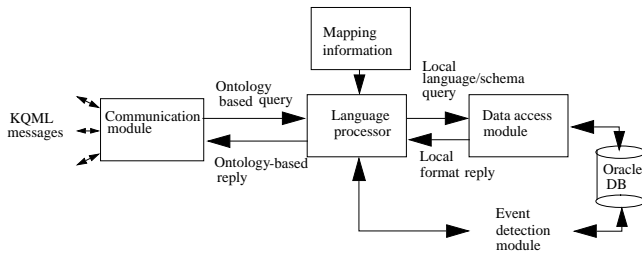 Mapping
information
KQML
messages
Communication
module
Ontology
based query
Ontology-based
reply
Language
processor
Local
language/schema
query
Local
format reply
Data access
module
Oracle
DB
Event
detection
module